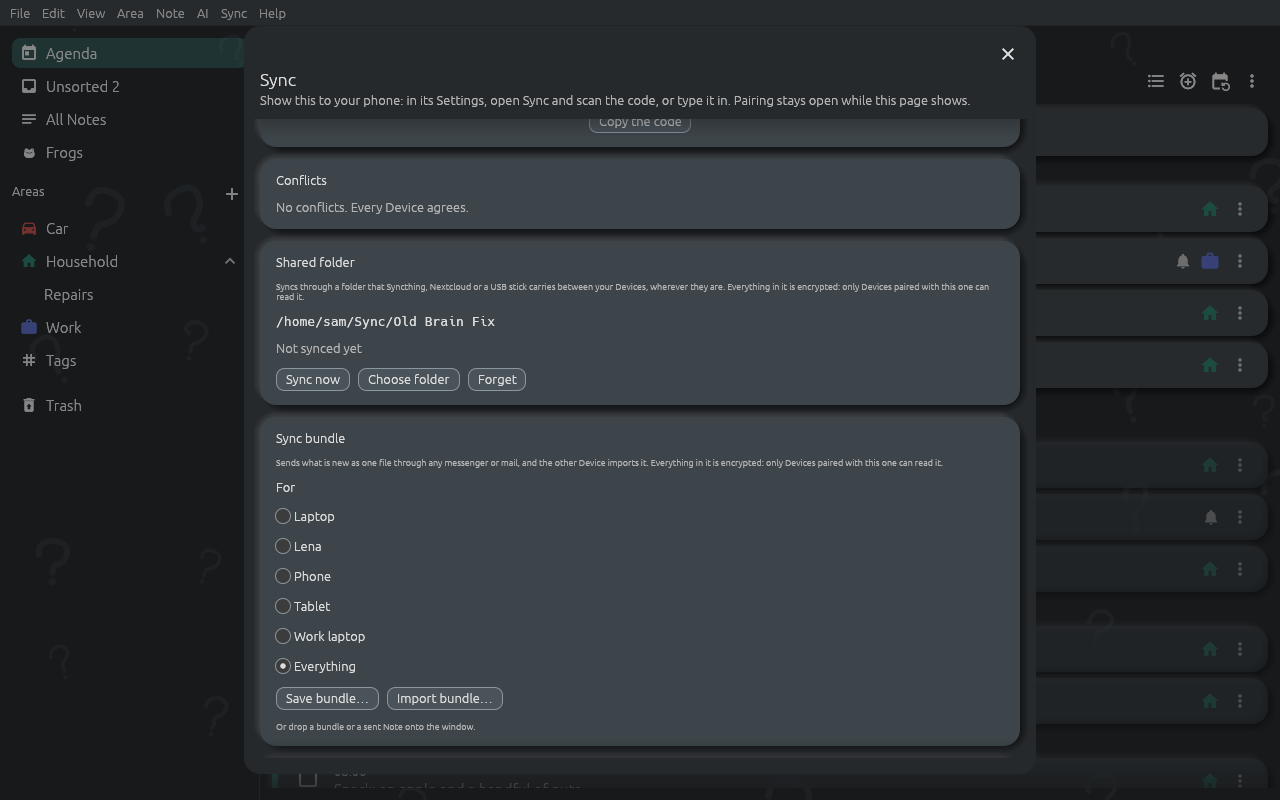 File Edit View Area Note AI Sync Help
Agenda
Unsorted 2
All Notes
Frogs
Areas
Car
Household
Repairs
Work
Tags
Trash
Sync
Show this to your phone: in its Settings, open Sync and scan the code, or type it in. Pairing stays open while this page shows.
Copy the code
Conflicts
No conflicts. Every Device agrees.
Shared folder
Syncs through a folder that Syncthing, Nextcloud or a USB stick carries between your Devices, wherever they are. Everything in it is encrypted: only Devices paired with this one can
read it.
/home/sam/Sync/Old Brain Fix
Not synced yet
Sync now Choose folder Forget
Sync bundle
Sends what is new as one file through any messenger or mail, and the other Device imports it. Everything in it is encrypted: only Devices paired with this one can read it.
For
Laptop
Lena
Phone
Tablet
Work laptop
Everything
Save bundle... Import bundle...
Or drop a bundle or a sent Note onto the window.